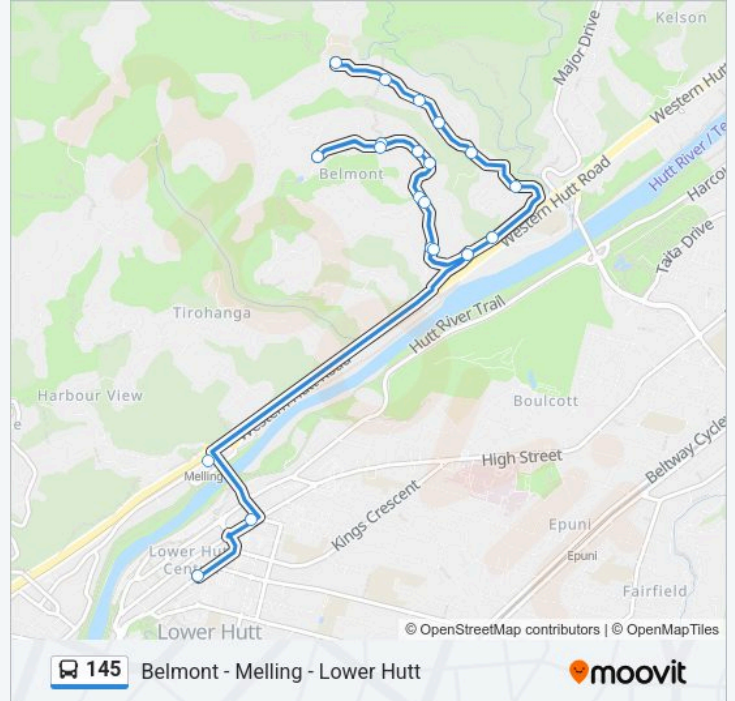 Kelson
Major Drive
Western Hutt
Hutt River / Te
Harco
Western Hutt Road
Taita Drive
Belmont
Tirohanga
Hutt River Trail
Western Hutt Road
Harbour View
e
Boulcott
High Street
Beltway Cycle
Melling
Kings Crescent
Epuni
Epuni
Lower Hutt
Centr
Fairfield
Lower Hutt
© OpenStreetMap contributors | © OpenMapTiles
145 Belmont - Melling - Lower Hutt
moovit